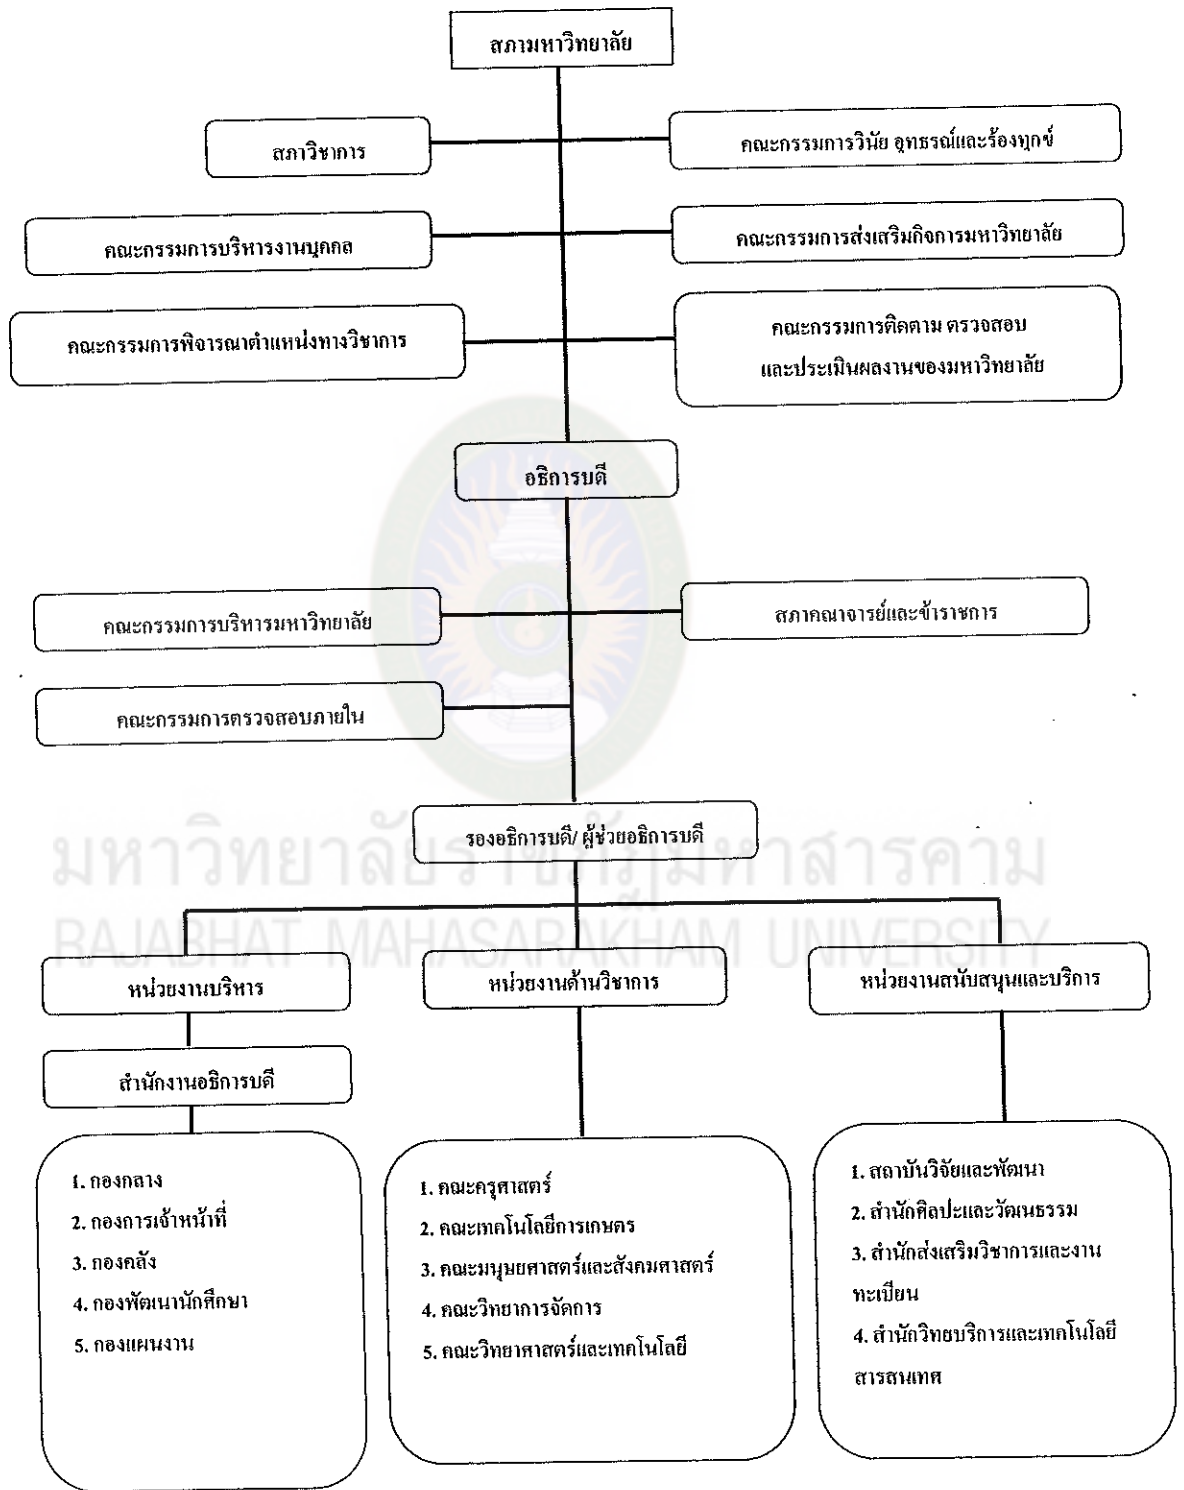 สภามหาวิทยาลัย
สภาวิชาการ
คณะกรรมการวินัย อุทธรณ์และร้องทุกข์
คณะกรรมการบริหารงานบุคคล
คณะกรรมการส่งเสริมกิจการมหาวิทยาลัย
คณะกรรมการพิจารณาตำแหน่งทางวิชาการ
คณะกรรมการติดตาม ตรวจสอบ
และประเมินผลงานของมหาวิทยาลัย
อธิการบดี
คณะกรรมการบริหารมหาวิทยาลัย
สภาคณาจารย์และข้าราชการ
คณะกรรมการตรวจสอบภายใน
รองอธิการบดี/ ผู้ช่วยอธิการบดี
มหาวิทยาลัยราชภัฏมหาสารคาม
RAJABHAT MAHASARAKHAM UNIVERSITY
หน่วยงานบริหาร
หน่วยงานด้านวิชาการ
หน่วยงานสนับสนุนและบริการ
สำนักงานอธิการบดี
1. กองกลาง
2. กองการเจ้าหน้าที่
3. กองคลัง
4. กองพัฒนานักศึกษา
5. กองแผนงาน
1. คณะครุศาสตร์
2. คณะเทคโนโลยีการเกษตร
3. คณะมนุษยศาสตร์และสังคมศาสตร์
4. คณะวิทยาการจัดการ
5. คณะวิทยาศาสตร์และเทคโนโลยี
1. สถาบันวิจัยและพัฒนา
2. สำนักศิลปะและวัฒนธรรม
3. สำนักส่งเสริมวิชาการและงาน
ทะเบียน
4. สำนักวิทยบริการและเทคโนโลยี
สารสนเทศ